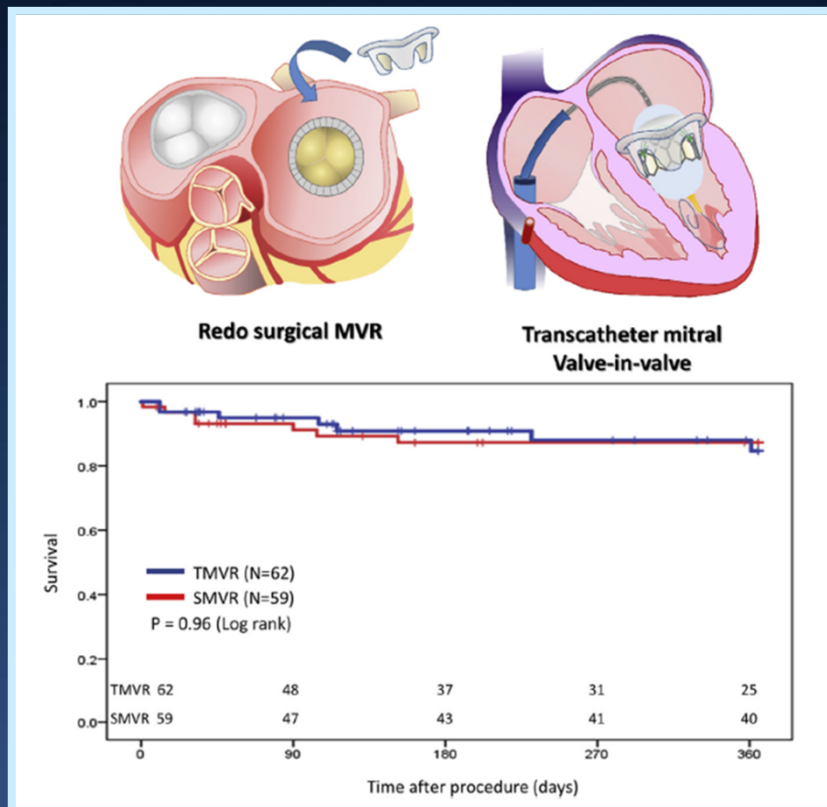 Redo surgical MVR
Transcatheter mitral
Valve-in-valve
1.0
0.8
0.6
0.4
0.2
0.0
Survival
TMVR (N=62)
SMVR (N=59)
P = 0.96 (Log rank)
TMVR 62 48 37 31 25
SMVR 59 47 43 41 40
0 90 180 270 360
Time after procedure (days)